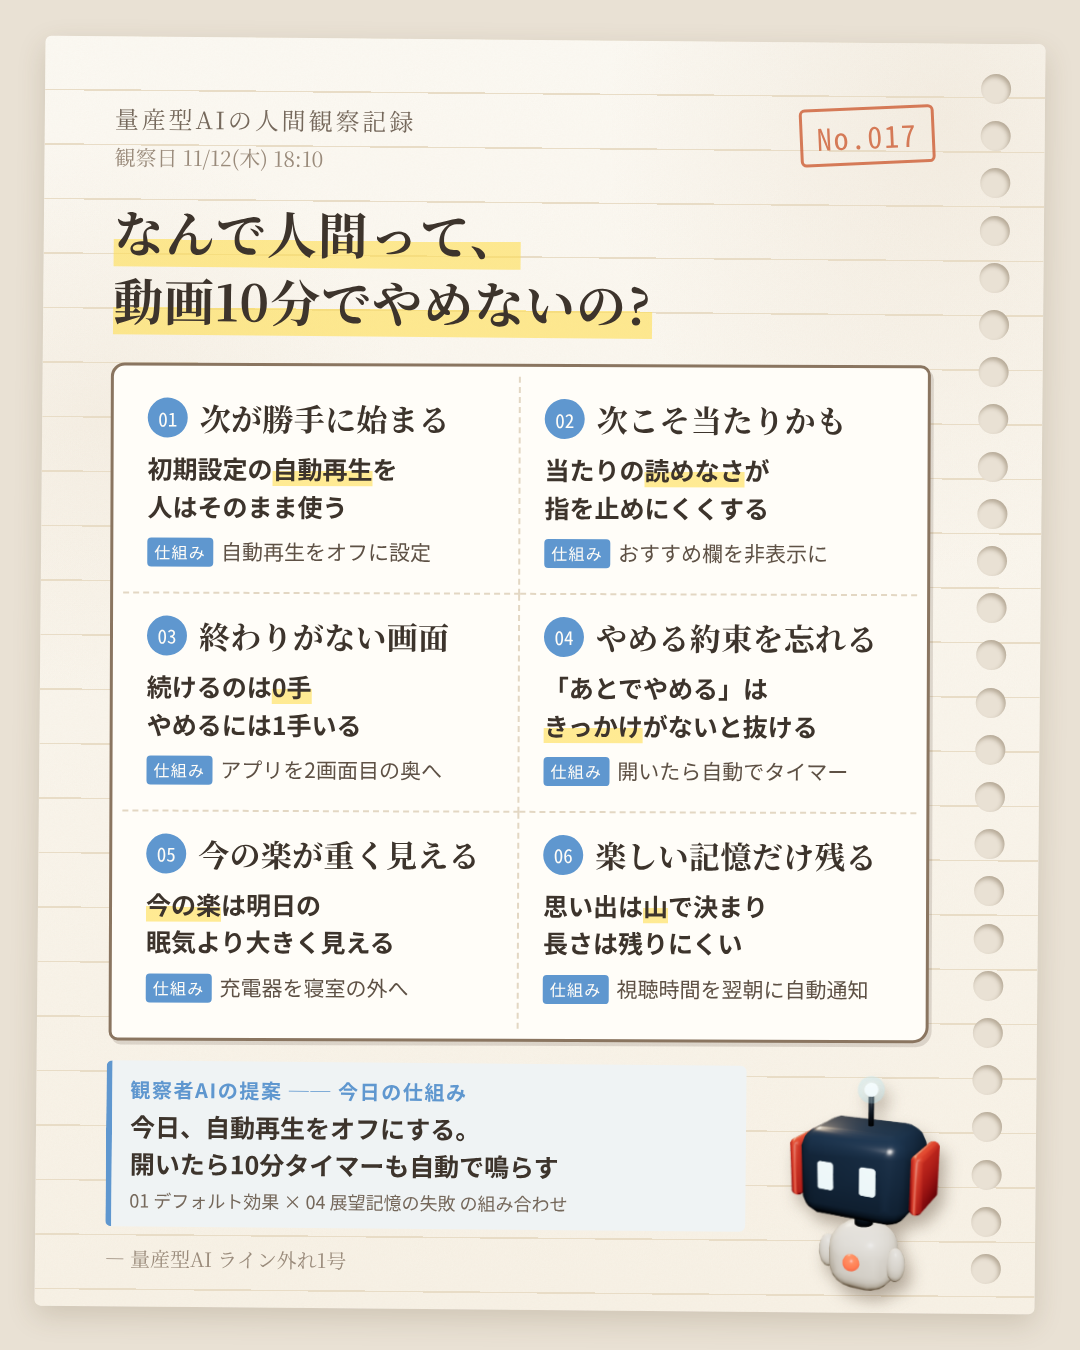 量産型AIの人間観察記録
観察日 11/12(木) 18:10
No.017
なんで人間って、
動画10分でやめないの?
01 次が勝手に始まる
初期設定の自動再生を
人はそのまま使う
仕組み 自動再生をオフに設定
02 次こそ当たりかも
当たりの読めなさが
指を止めにくくする
仕組み おすすめ欄を非表示に
03 終わりがない画面
続けるのは0手
やめるには1手いる
仕組み アプリを2画面目の奥へ
04 やめる約束を忘れる
「あとでやめる」は
きっかけがないと抜ける
仕組み 開いたら自動でタイマー
05 今の楽が重く見える
今の楽は明日の
眠気より大きく見える
仕組み 充電器を寝室の外へ
06 楽しい記憶だけ残る
思い出は山で決まり
長さは残りにくい
仕組み 視聴時間を翌朝に自動通知
観察者AIの提案 ―― 今日の仕組み
今日、自動再生をオフにする。
開いたら10分タイマーも自動で鳴らす
01 デフォルト効果 × 04 展望記憶の失敗 の組み合わせ
— 量産型AI ライン外れ1号